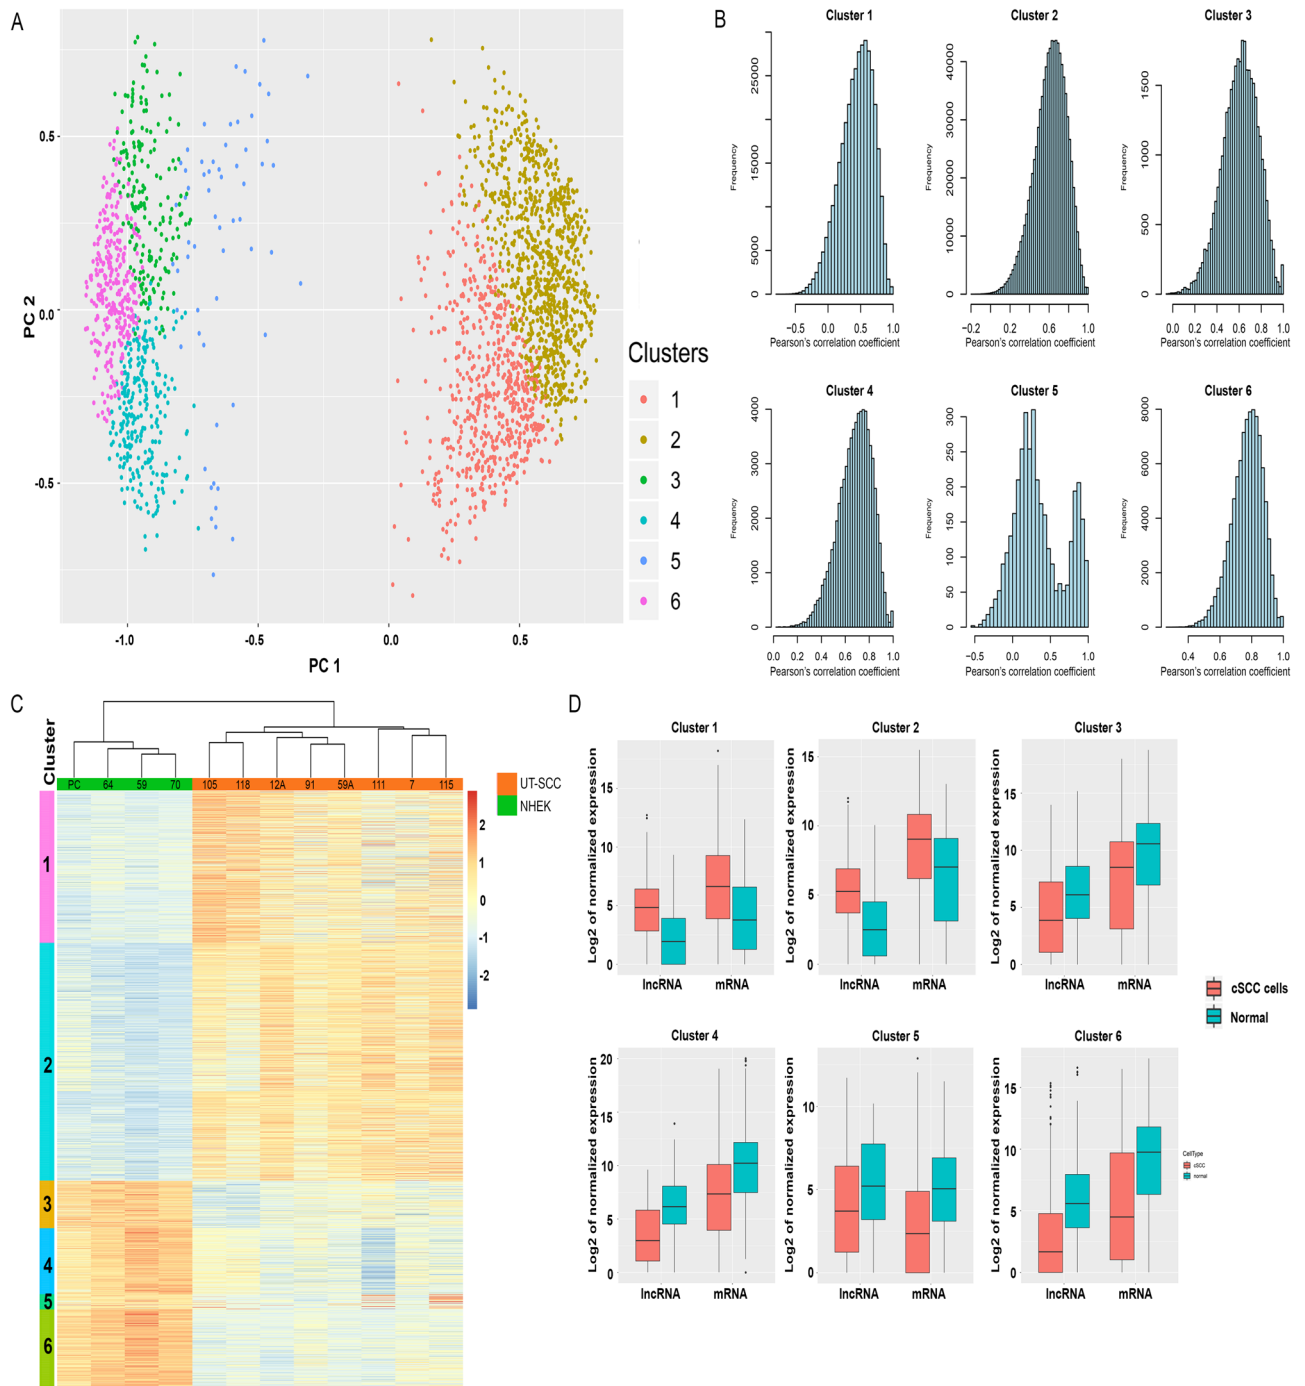 A
PC 2
0.5
0.0
-0.5
-1.0 -0.5 0.0 0.5
PC 1
Clusters
1
2
3
4
5
6
B
Cluster 1
Frequency
0 5000 15000 25000
−0.5 0.0 0.5 1.0
Pearson's correlation coefficient
Cluster 2
Frequency
0 10000 20000 30000 40000
−0.2 0.2 0.6 1.0
Pearson's correlation coefficient
Cluster 3
Frequency
0 500 1000 1500
0.0 0.2 0.4 0.6 0.8 1.0
Pearson's correlation coefficient
Cluster 4
Frequency
0 1000 2000 3000 4000
0.0 0.2 0.4 0.6 0.8 1.0
Pearson's correlation coefficient
Cluster 5
Frequency
0 50 100 150 200 250 300
−0.5 0.0 0.5 1.0
Pearson's correlation coefficient
Cluster 6
Frequency
0 2000 4000 6000 8000
0.4 0.6 0.8 1.0
Pearson's correlation coefficient
C
Cluster
PC 64 59 70 105 118 12A 91 59A 111 7 115
1
2
3
4
5
6
UT-SCC
NHEK
2
1
0
-1
-2
D
Cluster 1
Log2 of normalized expression
15
10
5
0
lncRNA mRNA
Cluster 2
Log2 of normalized expression
15
10
5
0
lncRNA mRNA
Cluster 3
Log2 of normalized expression
15
10
5
0
lncRNA mRNA
cSCC cells
Normal
Cluster 4
Log2 of normalized expression
20
15
10
5
0
lncRNA mRNA
Cluster 5
Log2 of normalized expression
10
5
0
lncRNA mRNA
Cluster 6
Log2 of normalized expression
15
10
5
0
lncRNA mRNA
CellType
cSCC
normal